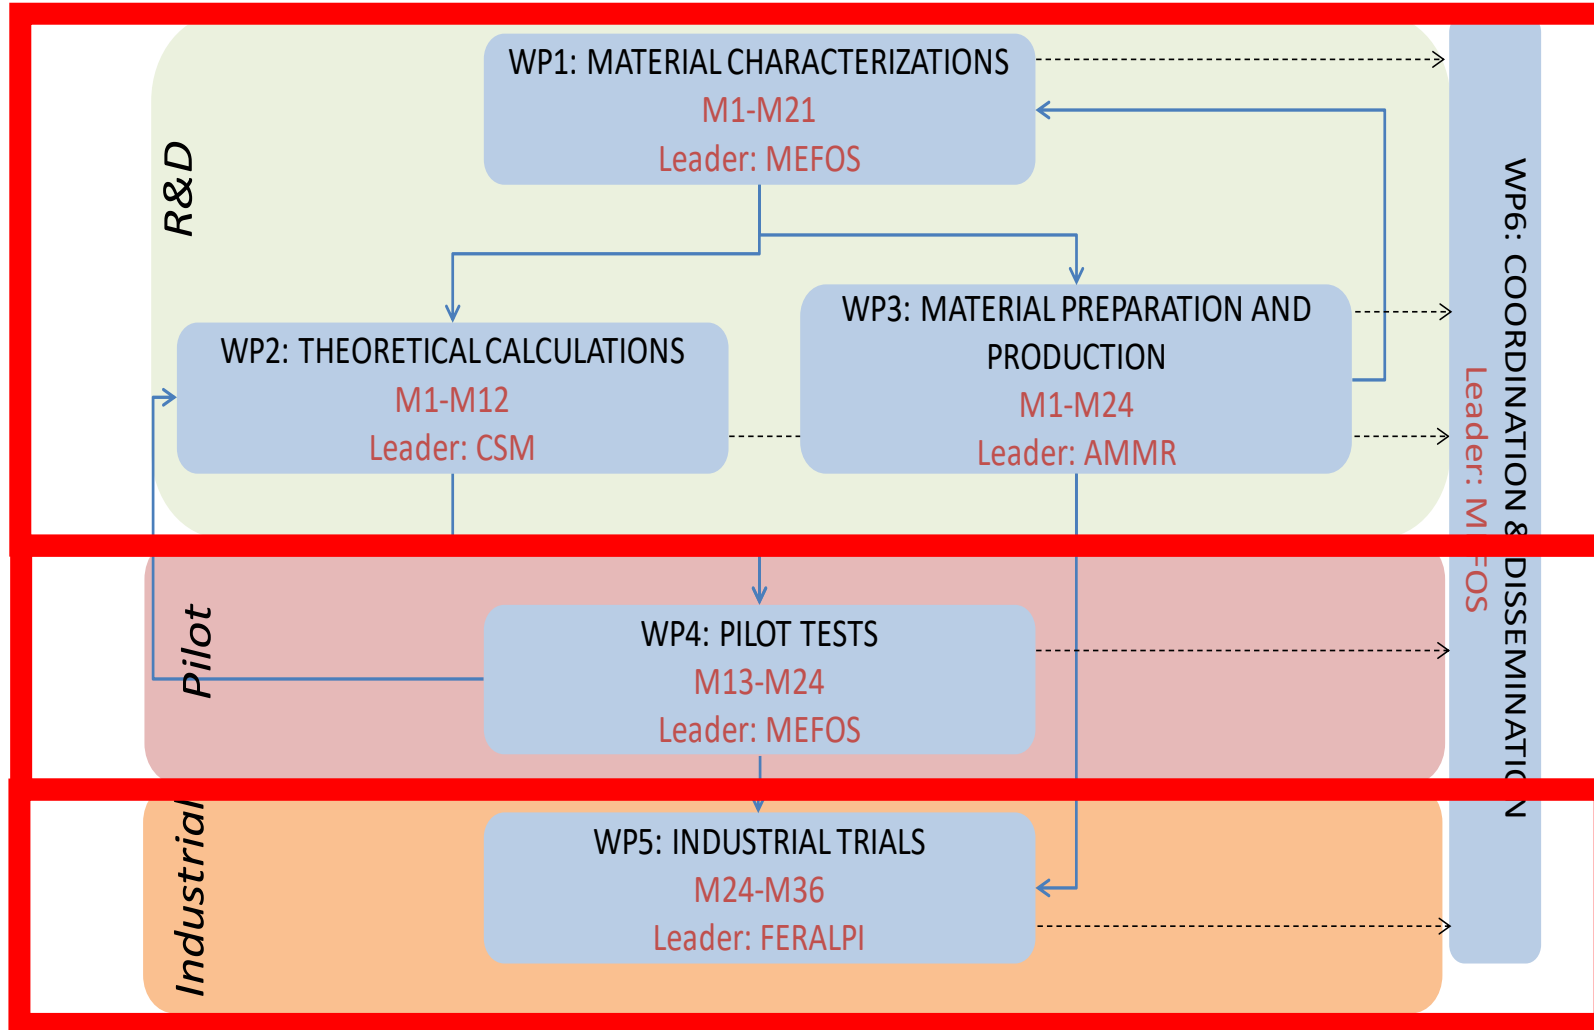 R&D
WP1: MATERIAL CHARACTERIZATIONS
M1-M21
Leader: MEFOS
WP2: THEORETICAL CALCULATIONS
M1-M12
Leader: CSM
WP3: MATERIAL PREPARATION AND
PRODUCTION
M1-M24
Leader: AMMR
Pilot
WP4: PILOT TESTS
M13-M24
Leader: MEFOS
Industrial
WP5: INDUSTRIAL TRIALS
M24-M36
Leader: FERALPI
WP6: COORDINATION & DISSEMINATION
Leader: MEFOS